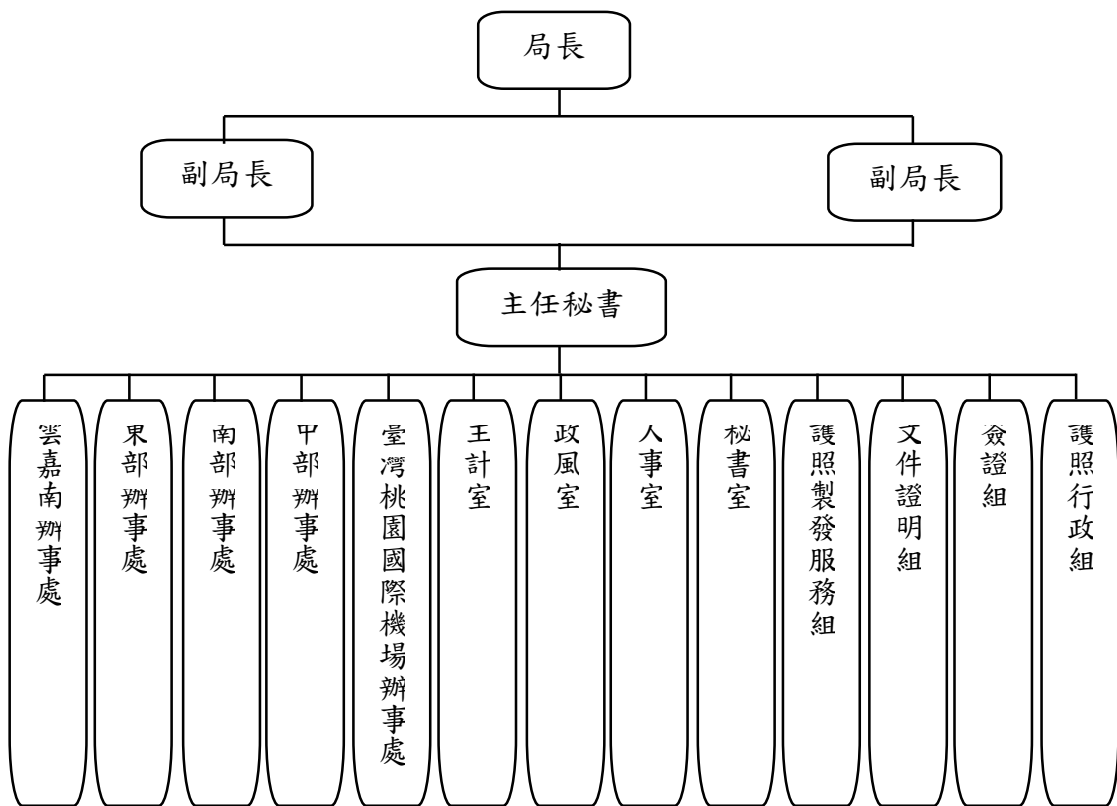 局長
副局長
副局長
主任秘書
雲嘉南辦事處
東部辦事處
南部辦事處
中部辦事處
臺灣桃園國際機場辦事處
主計室
政風室
人事室
秘書室
護照製發服務組
文件證明組
簽證組
護照行政組